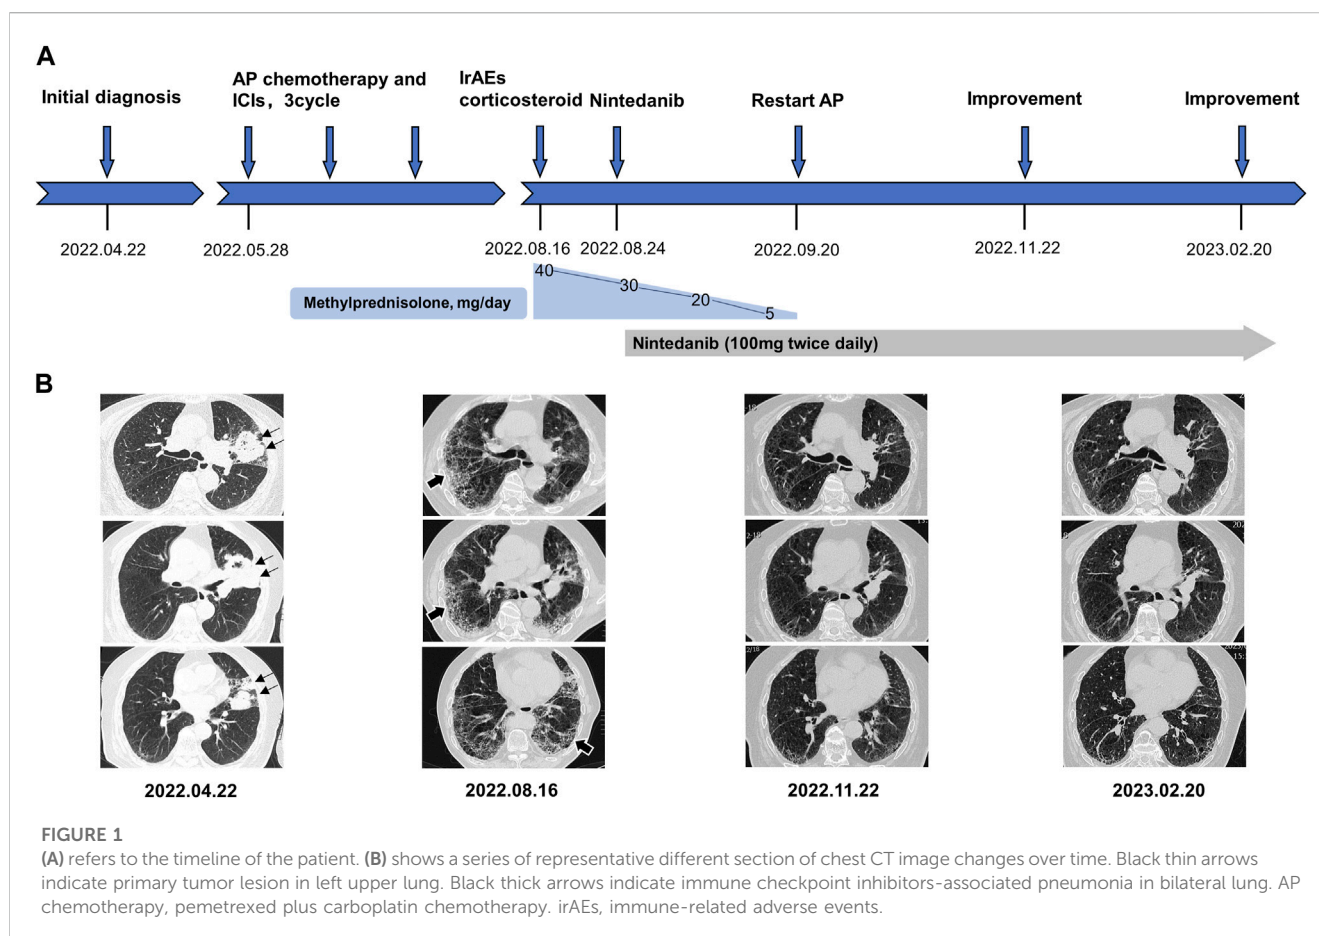 A
Initial diagnosis
AP chemotherapy and
ICIs, 3cycle
IrAEs
corticosteroid
Nintedanib
Restart AP
Improvement
Improvement
2022.04.22
2022.05.28
2022.08.16
2022.08.24
2022.09.20
2022.11.22
2023.02.20
Methylprednisolone, mg/day
40
30
20
5
Nintedanib (100mg twice daily)
B
2022.04.22
2022.08.16
2022.11.22
2023.02.20
FIGURE 1
(A) refers to the timeline of the patient. (B) shows a series of representative different section of chest CT image changes over time. Black thin arrows
indicate primary tumor lesion in left upper lung. Black thick arrows indicate immune checkpoint inhibitors-associated pneumonia in bilateral lung. AP
chemotherapy, pemetrexed plus carboplatin chemotherapy. irAEs, immune-related adverse events.